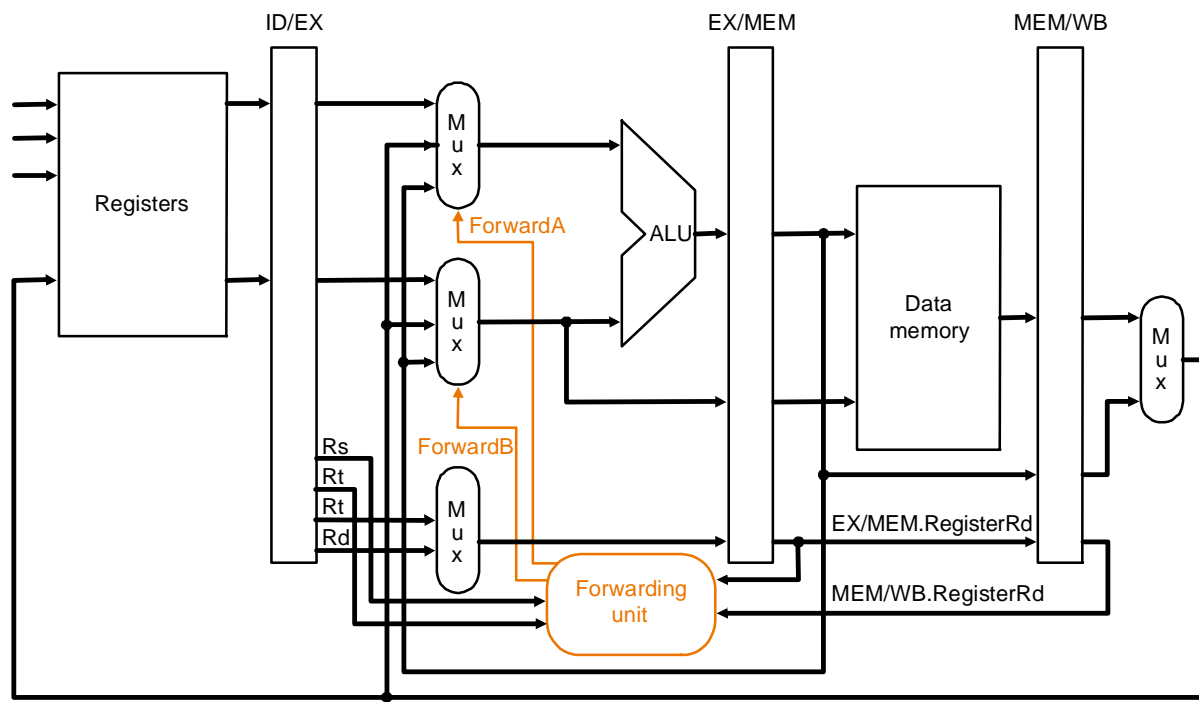 ID/EX
EX/MEM
MEM/WB
Registers
M
u
x
ForwardA
ALU
M
u
x
Data
memory
M
u
x
ForwardB
Rs
Rt
Rt
Rd
M
u
x
EX/MEM.RegisterRd
Forwarding
unit
MEM/WB.RegisterRd